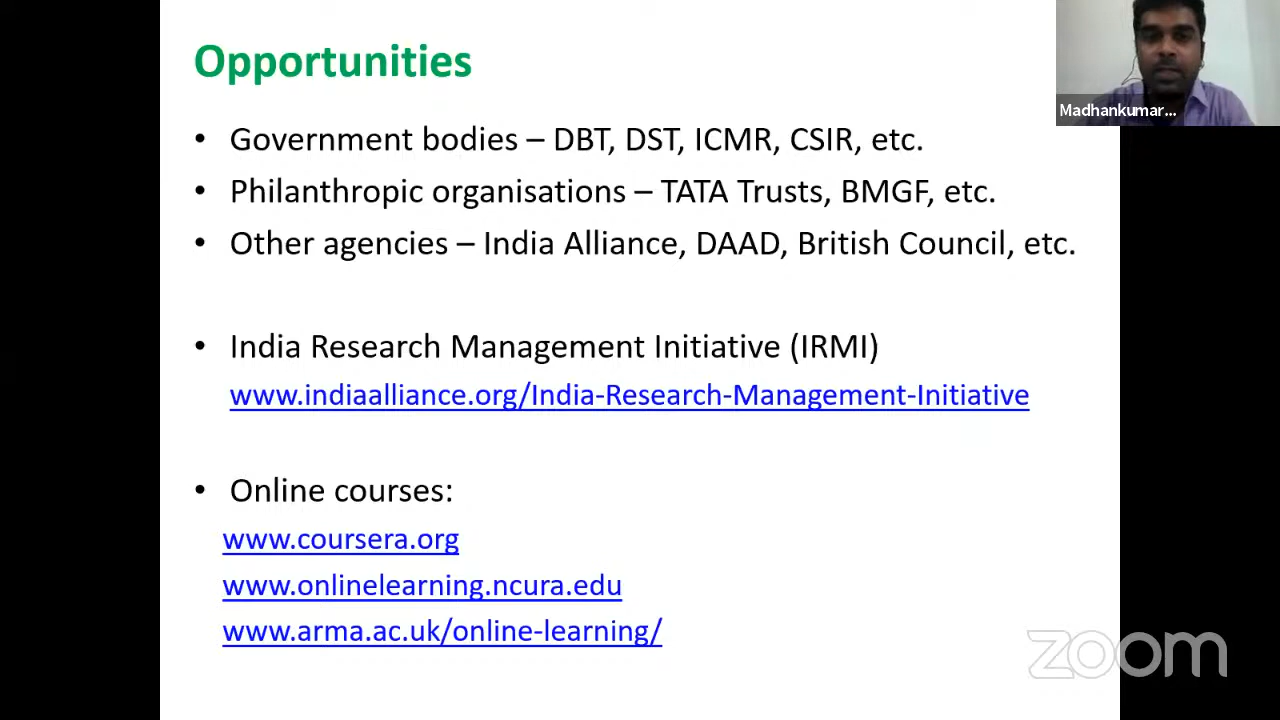 Opportunities
Madhankumar...
• Government bodies – DBT, DST, ICMR, CSIR, etc.
• Philanthropic organisations – TATA Trusts, BMGF, etc.
• Other agencies – India Alliance, DAAD, British Council, etc.
• India Research Management Initiative (IRMI)
www.indiaalliance.org/India-Research-Management-Initiative
• Online courses:
www.coursera.org
www.onlinelearning.ncura.edu
www.arma.ac.uk/online-learning/
zoom